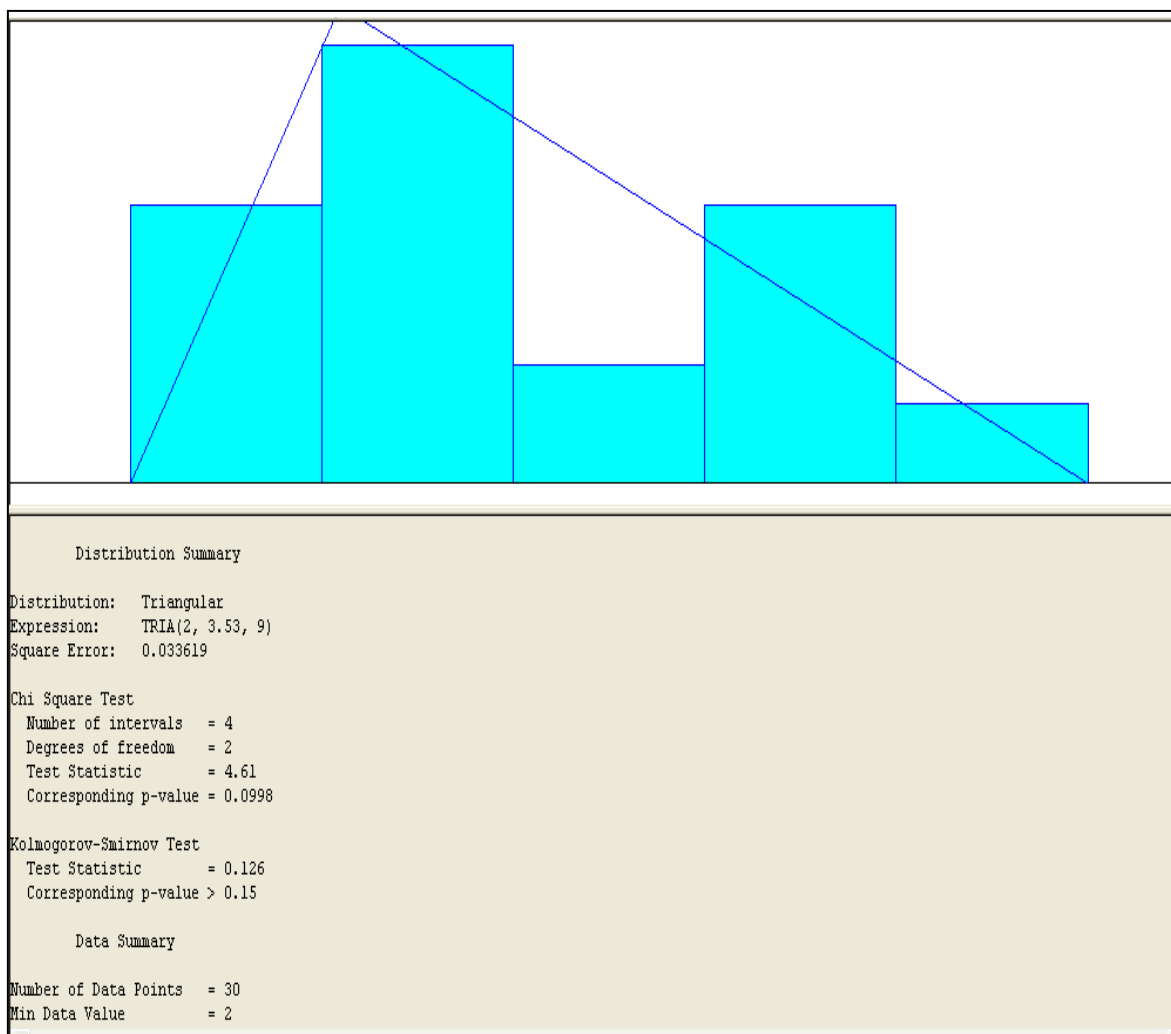 Distribution Summary
Distribution: Triangular
Expression: TRIA(2, 3.53, 9)
Square Error: 0.033619
Chi Square Test
Number of intervals = 4
Degrees of freedom = 2
Test Statistic = 4.61
Corresponding p-value = 0.0998
Kolmogorov-Smirnov Test
Test Statistic = 0.126
Corresponding p-value > 0.15
Data Summary
Number of Data Points = 30
Min Data Value = 2